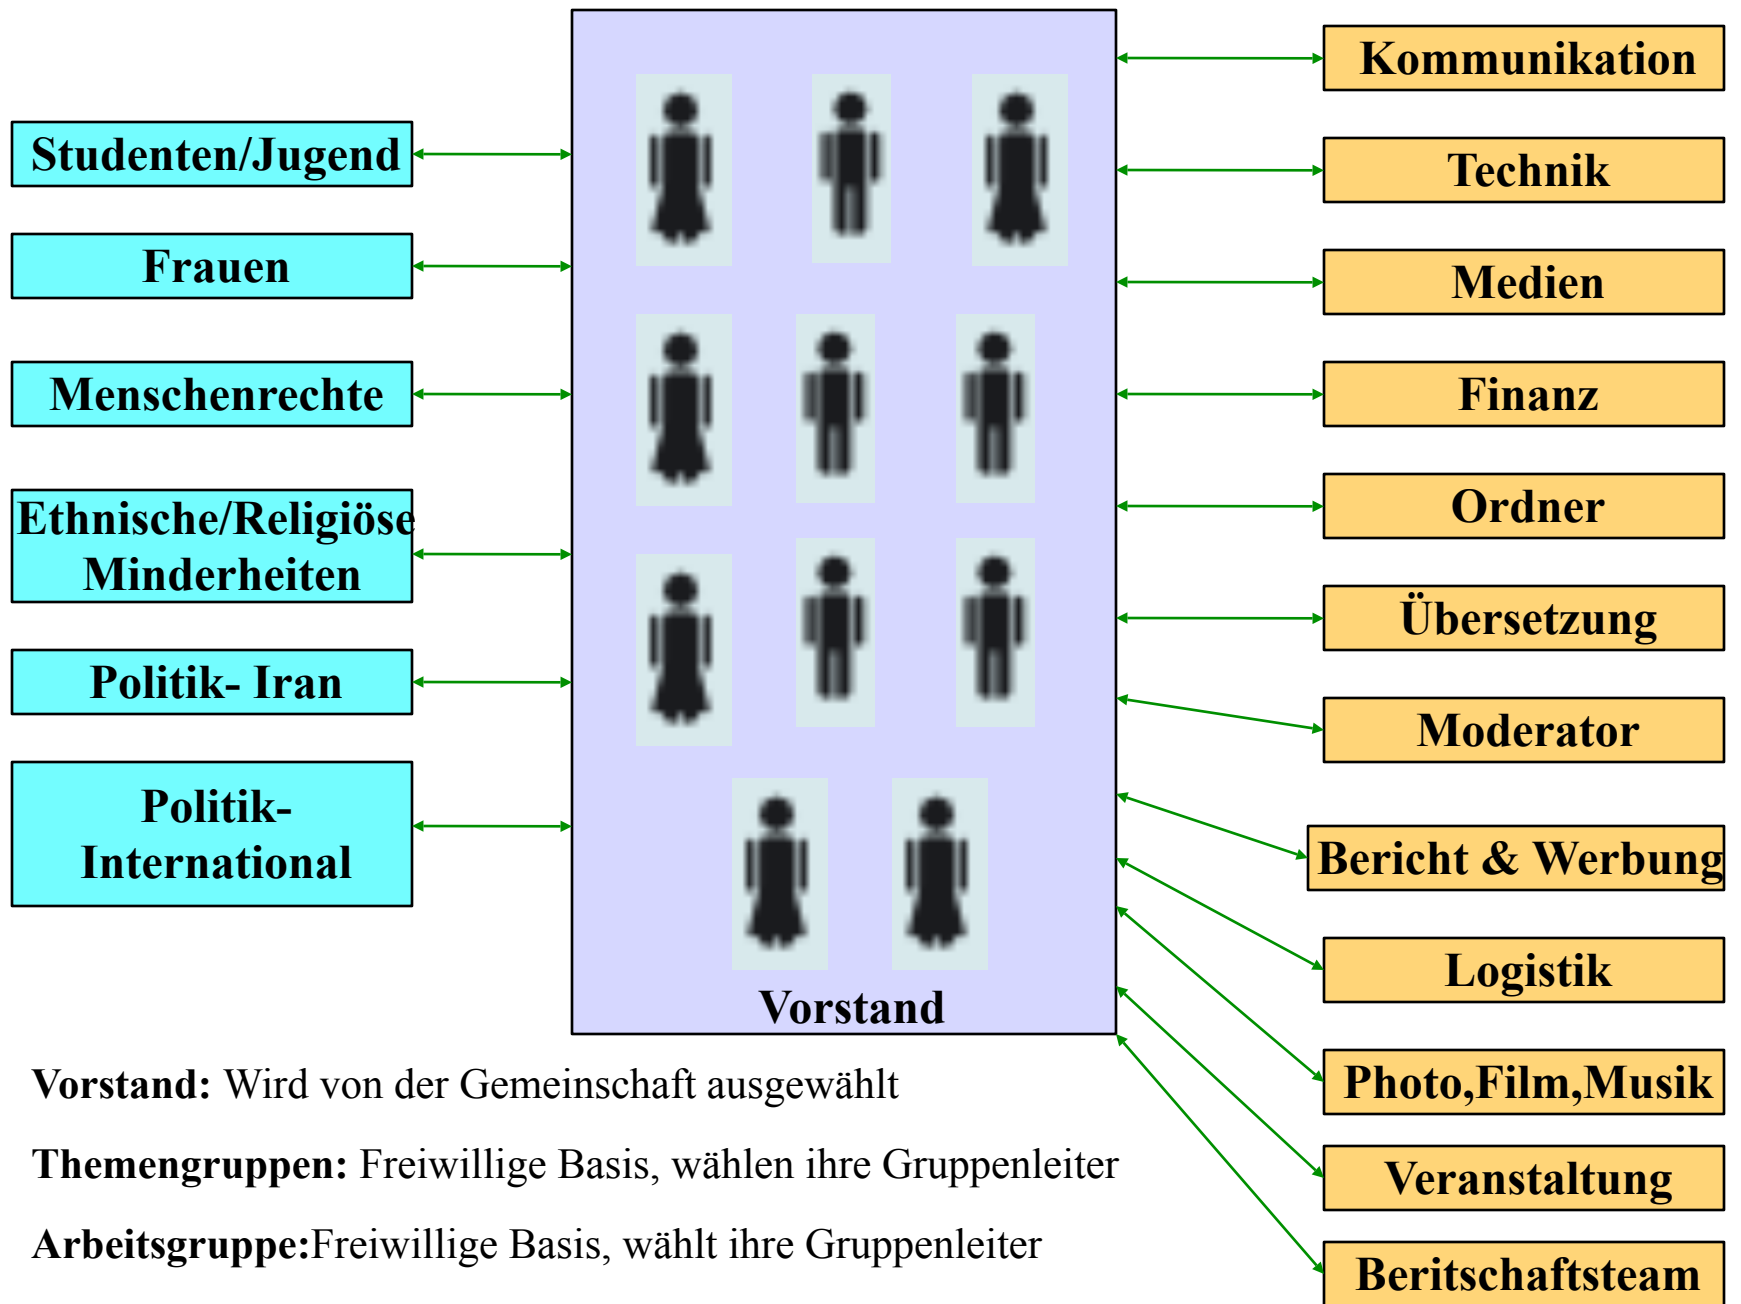 Studenten/Jugend
Frauen
Menschenrechte
Ethnische/Religiöse
Minderheiten
Politik- Iran
Politik-
International
Vorstand
Kommunikation
Technik
Medien
Finanz
Ordner
Übersetzung
Moderator
Bericht & Werbung
Logistik
Photo,Film,Musik
Veranstaltung
Beritschaftsteam
Vorstand: Wird von der Gemeinschaft ausgewählt
Themengruppen: Freiwillige Basis, wählen ihre Gruppenleiter
Arbeitsgruppe:Freiwillige Basis, wählt ihre Gruppenleiter